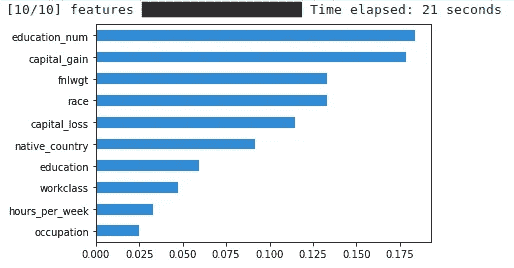 [10/10] features Time elapsed: 21 seconds
education_num
capital_gain
fnlwgt
race
capital_loss
native_country
education
workclass
hours_per_week
occupation
0.000 0.025 0.050 0.075 0.100 0.125 0.150 0.175